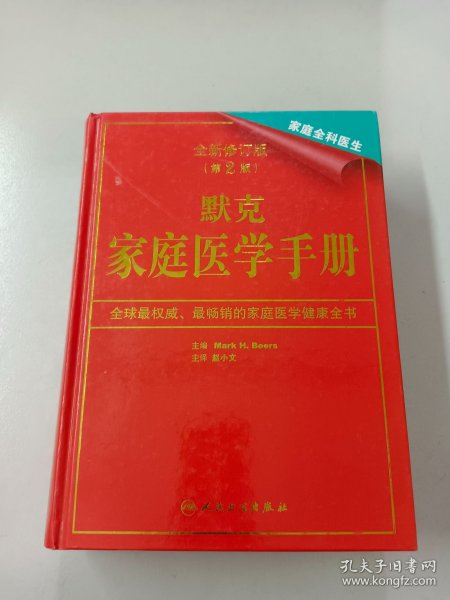 家庭全科医生
全新修订版
(第2版)
默克
家庭医学手册
全球最权威、最畅销的家庭医学健康全书
主编 Mark H. Beers
主译 赵小文
人民卫生出版社
孔夫子旧书网
www.kongfz.com